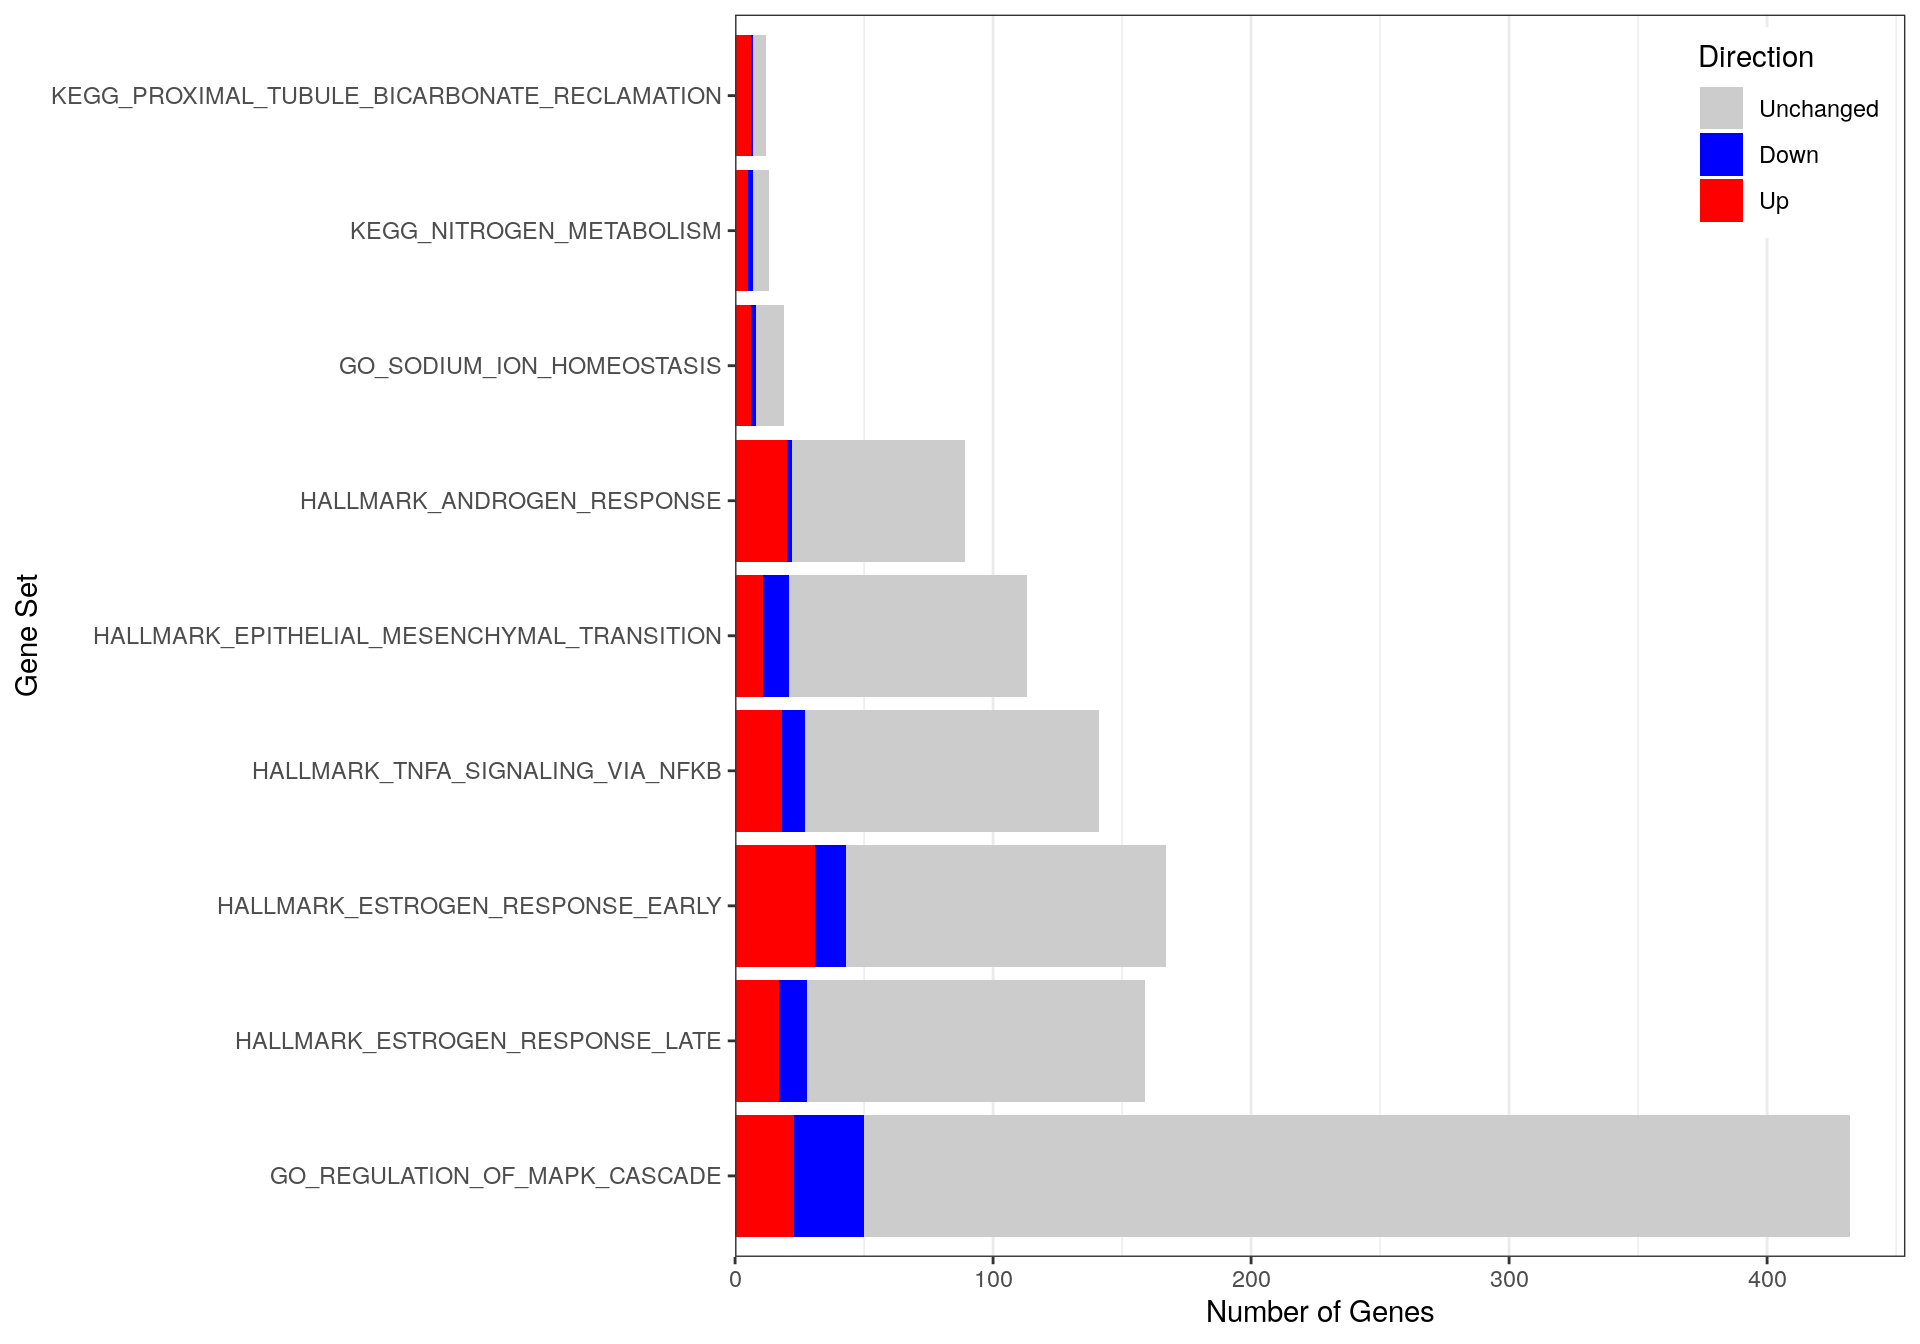 Direction
Unchanged
Down
Up
KEGG_PROXIMAL_TUBULE_BICARBONATE_RECLAMATION
KEGG_NITROGEN_METABOLISM
GO_SODIUM_ION_HOMEOSTASIS
HALLMARK_ANDROGEN_RESPONSE
HALLMARK_EPITHELIAL_MESENCHYMAL_TRANSITION
HALLMARK_TNFA_SIGNALING_VIA_NFKB
HALLMARK_ESTROGEN_RESPONSE_EARLY
HALLMARK_ESTROGEN_RESPONSE_LATE
GO_REGULATION_OF_MAPK_CASCADE
Gene Set
0 100 200 300 400
Number of Genes